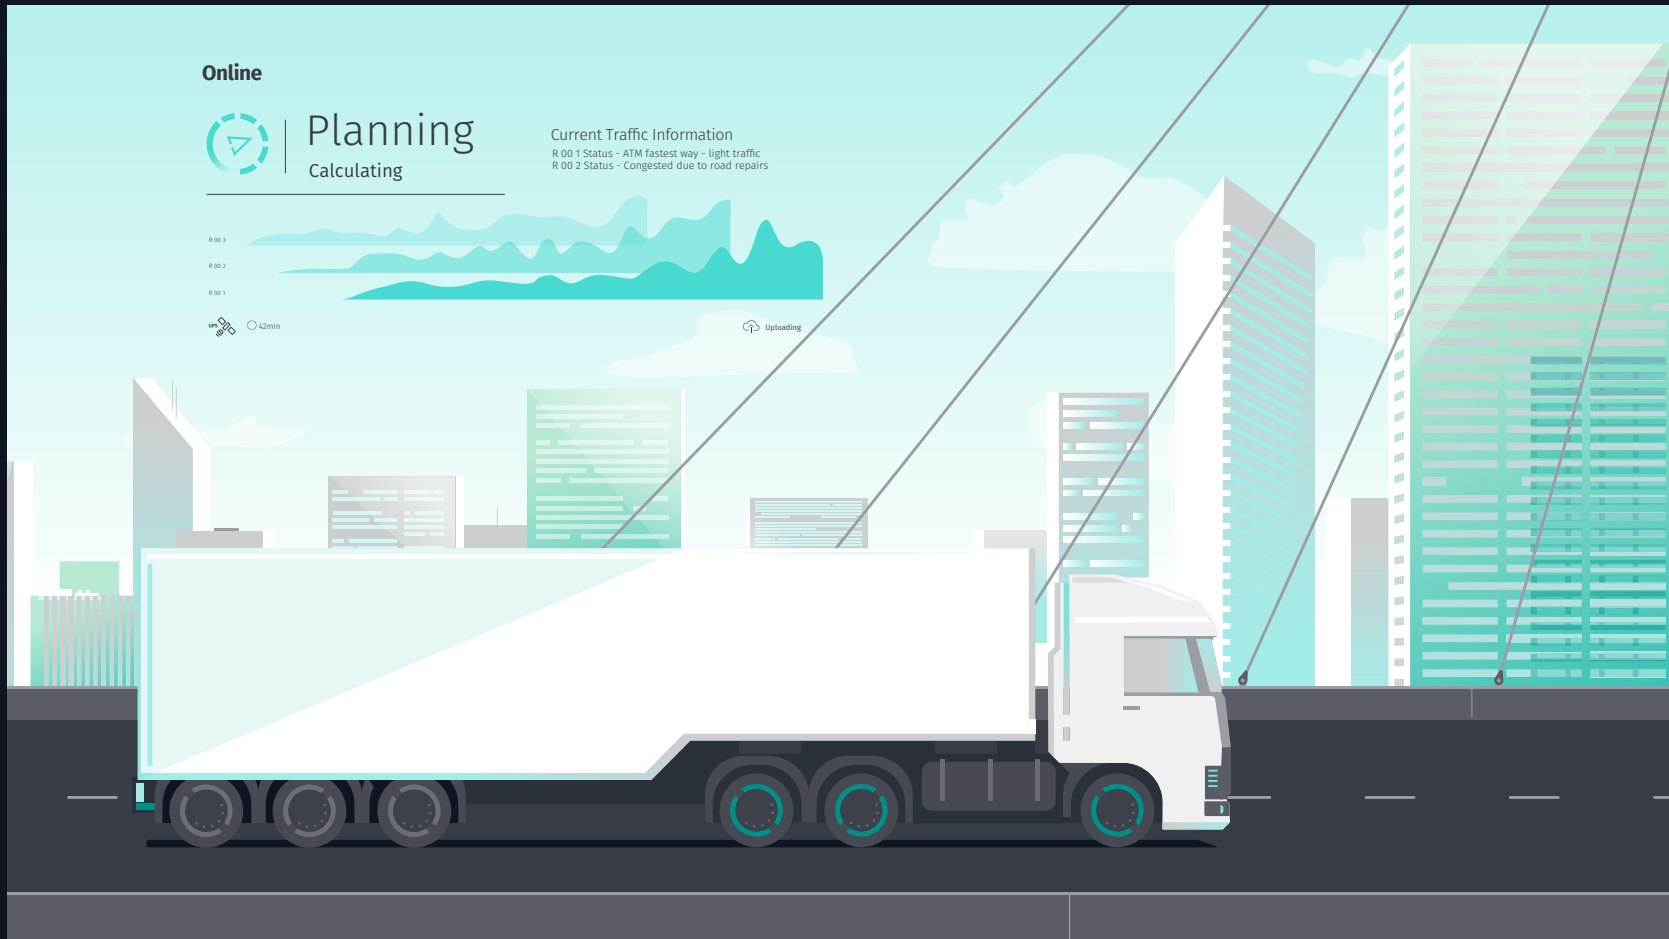 Online
Planning
Calculating
Current Traffic Information
R 00 1 Status - ATM fastest way - light traffic
R 00 2 Status - Congested due to road repairs
R 00 3
R 00 2
R 00 1
GPS
42min
Uploading